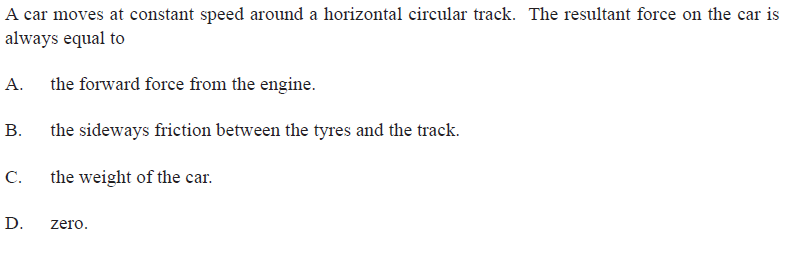 A car moves at constant speed around a horizontal circular track. The resultant force on the car is
always equal to
A. the forward force from the engine.
B. the sideways friction between the tyres and the track.
C. the weight of the car.
D. zero.